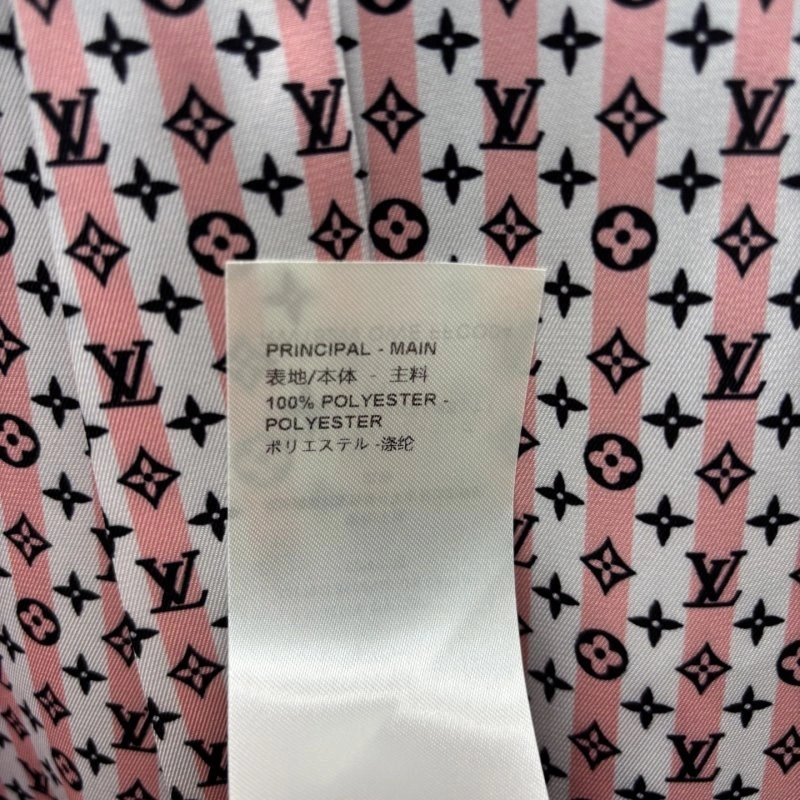 PRINCIPAL - MAIN
表地/本体 - 主料
100% POLYESTER -
POLYESTER
ポリエステル -涤纶